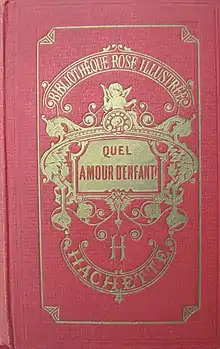 BIBLIOTHÈQUE ROSE ILLUSTRÉE
QUEL
AMOUR D'ENFANT!
H
HACHETTE